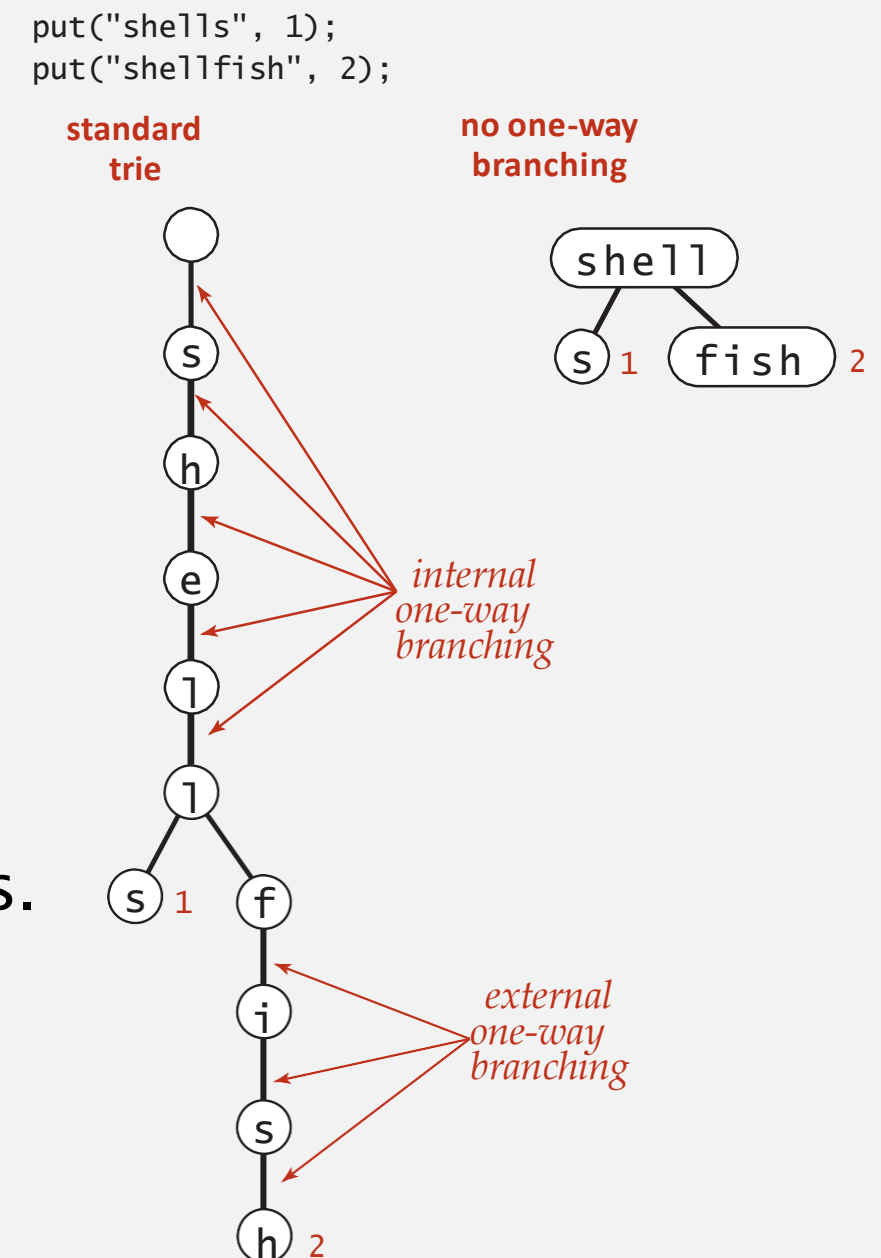 put("shells", 1);
put("shellfish", 2);
standard
trie
no one-way
branching
shell
s 1
fish 2
s
h
e
l
l
internal
one-way
branching
s.
s 1
f
i
s
h 2
external
one-way
branching